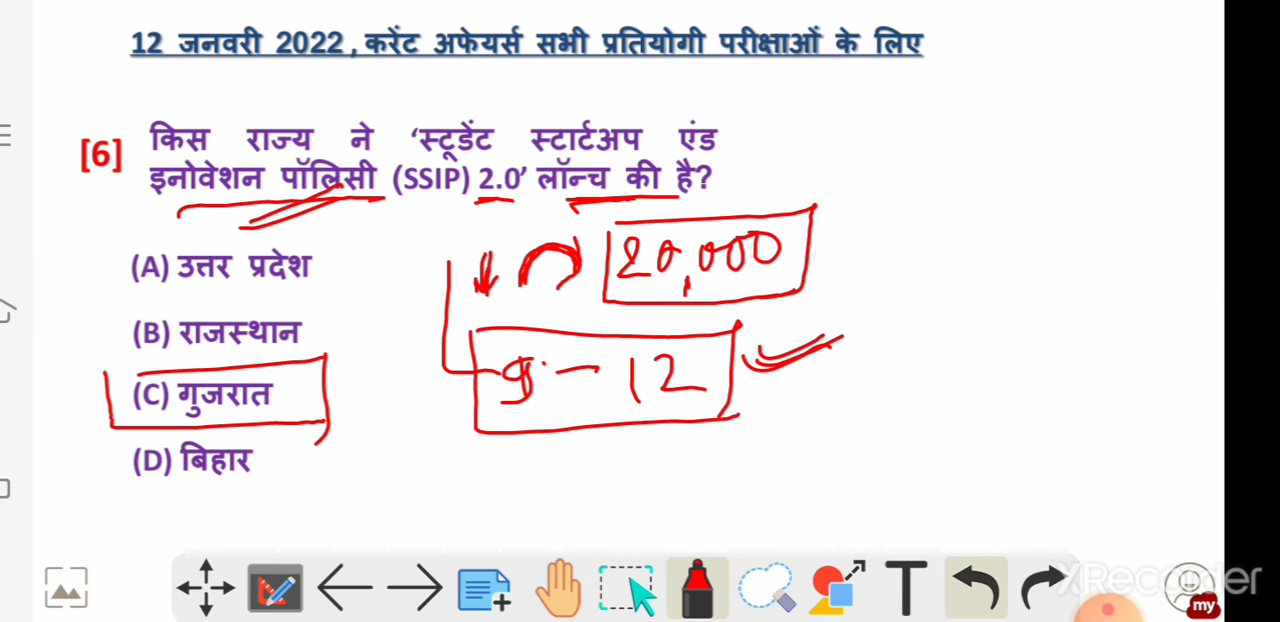 12 जनवरी 2022 , करेंट अफेयर्स सभी प्रतियोगी परीक्षाओं के लिए
[6] किस राज्य ने ‘स्टूडेंट स्टार्टअप एंड
इनोवेशन पॉलिसी (SSIP) 2.0’ लॉन्च की है?
(A) उत्तर प्रदेश
20,000
(B) राजस्थान
(C) गुजरात
- 12
(D) बिहार
T
XRecorder
my